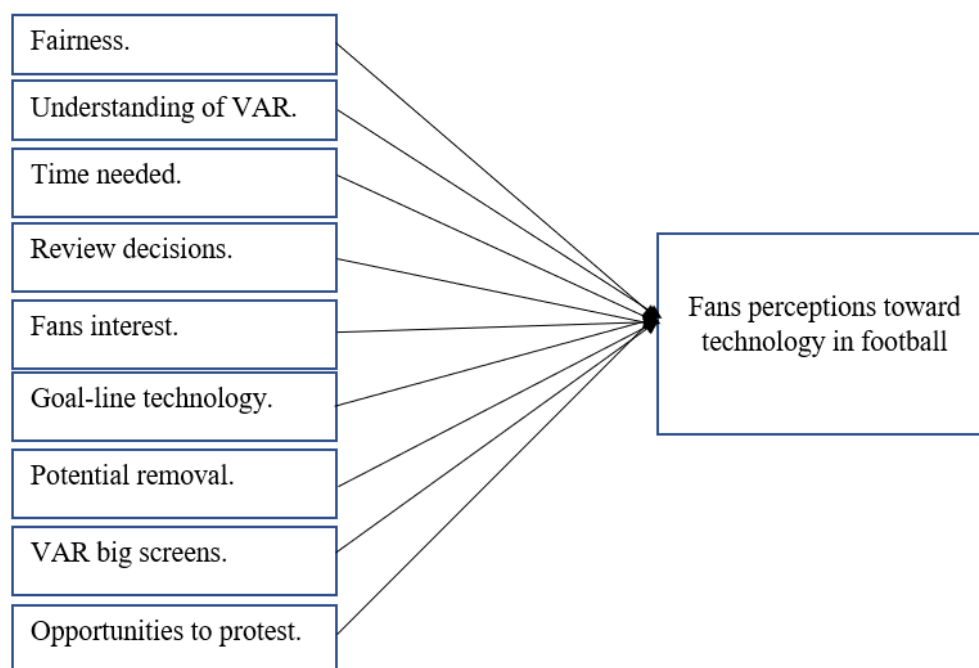 Fairness.
Understanding of VAR.
Time needed.
Review decisions.
Fans interest.
Goal-line technology.
Potential removal.
VAR big screens.
Opportunities to protest.
Fans perceptions toward
technology in football